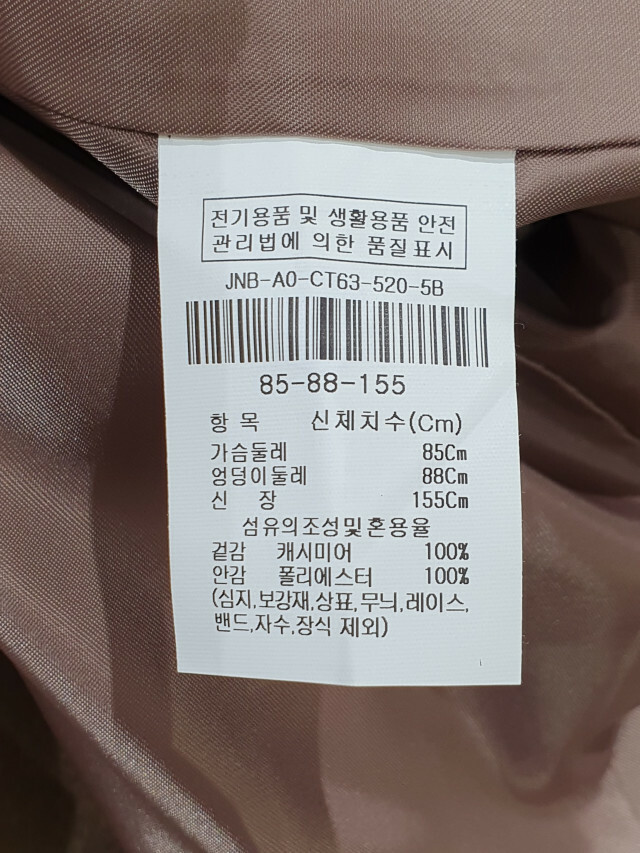 전기용품 및 생활용품 안전
관리법에 의한 품질표시
JNB-A0-CT63-520-5B
85-88-155
항 목 신체치수(Cm)
가슴둘레 85Cm
엉덩이둘레 88Cm
신 장 155Cm
섬유의조성및혼용율
겉감 캐시미어 100%
안감 폴리에스터 100%
(심지,보강재,상표,무늬,레이스,
밴드,자수,장식 제외)